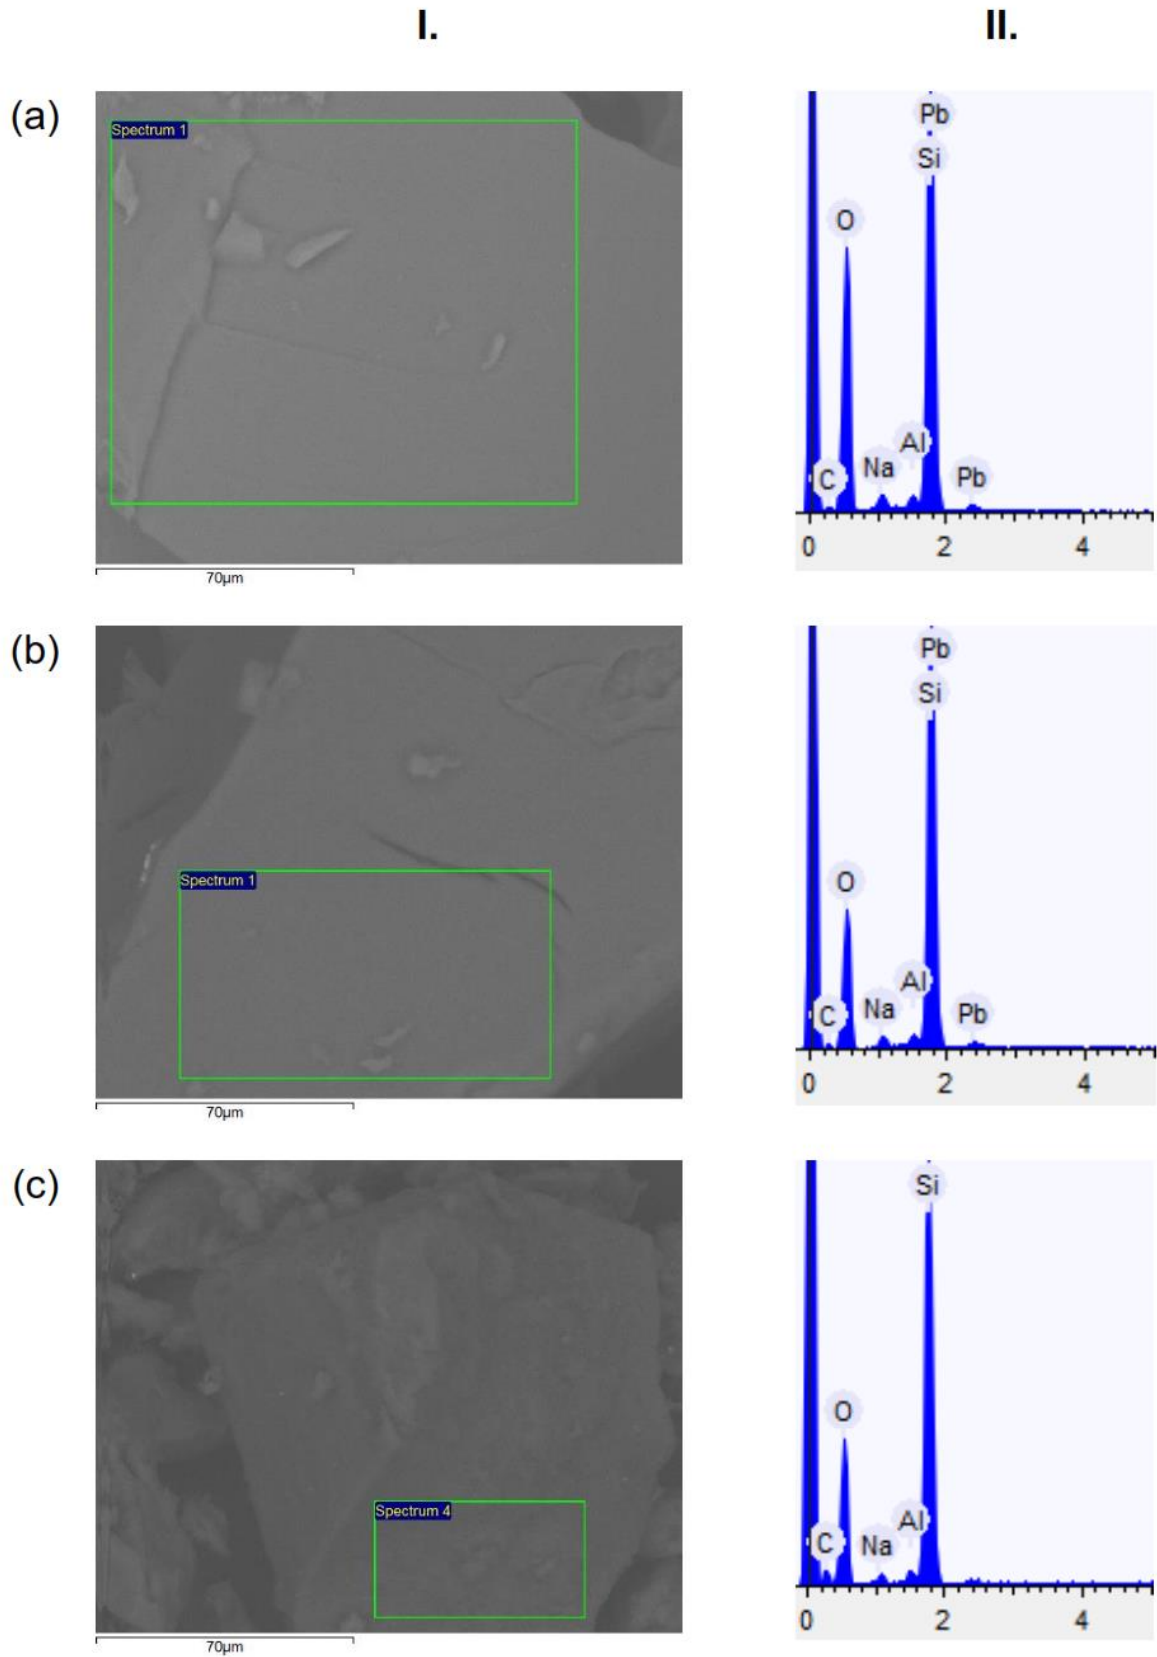 I. II.
(a)
Spectrum 1
70μm
Pb
Si
O
Al
Na
Pb
C
0 2 4
(b)
Spectrum 1
70μm
Pb
Si
O
Al
Na
Pb
C
0 2 4
(c)
Spectrum 4
70μm
Si
O
Al
C
Na
0 2 4